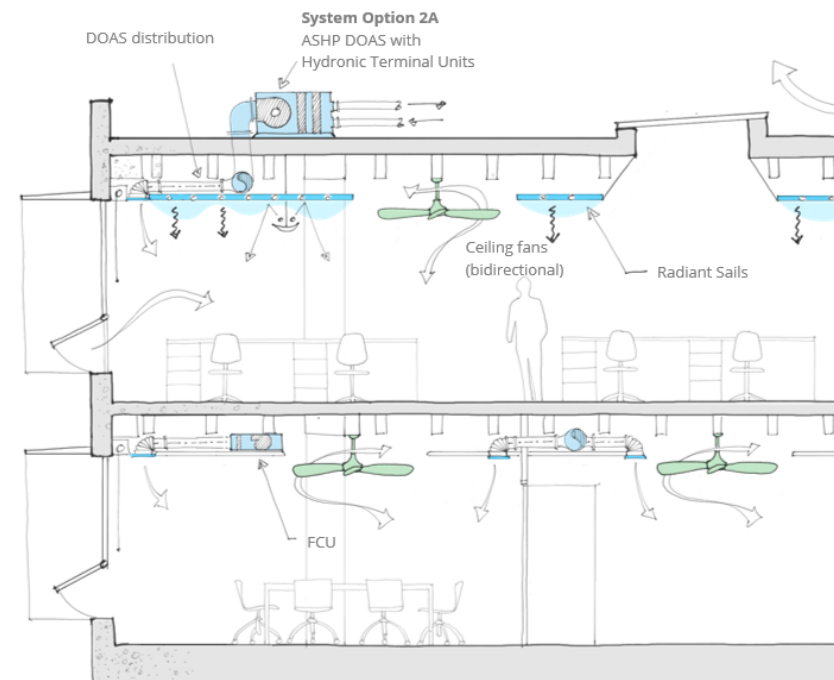 System Option 2A
DOAS distribution
ASHP DOAS with
Hydronic Terminal Units
Ceiling fans
(bidirectional)
Radiant Sails
FCU